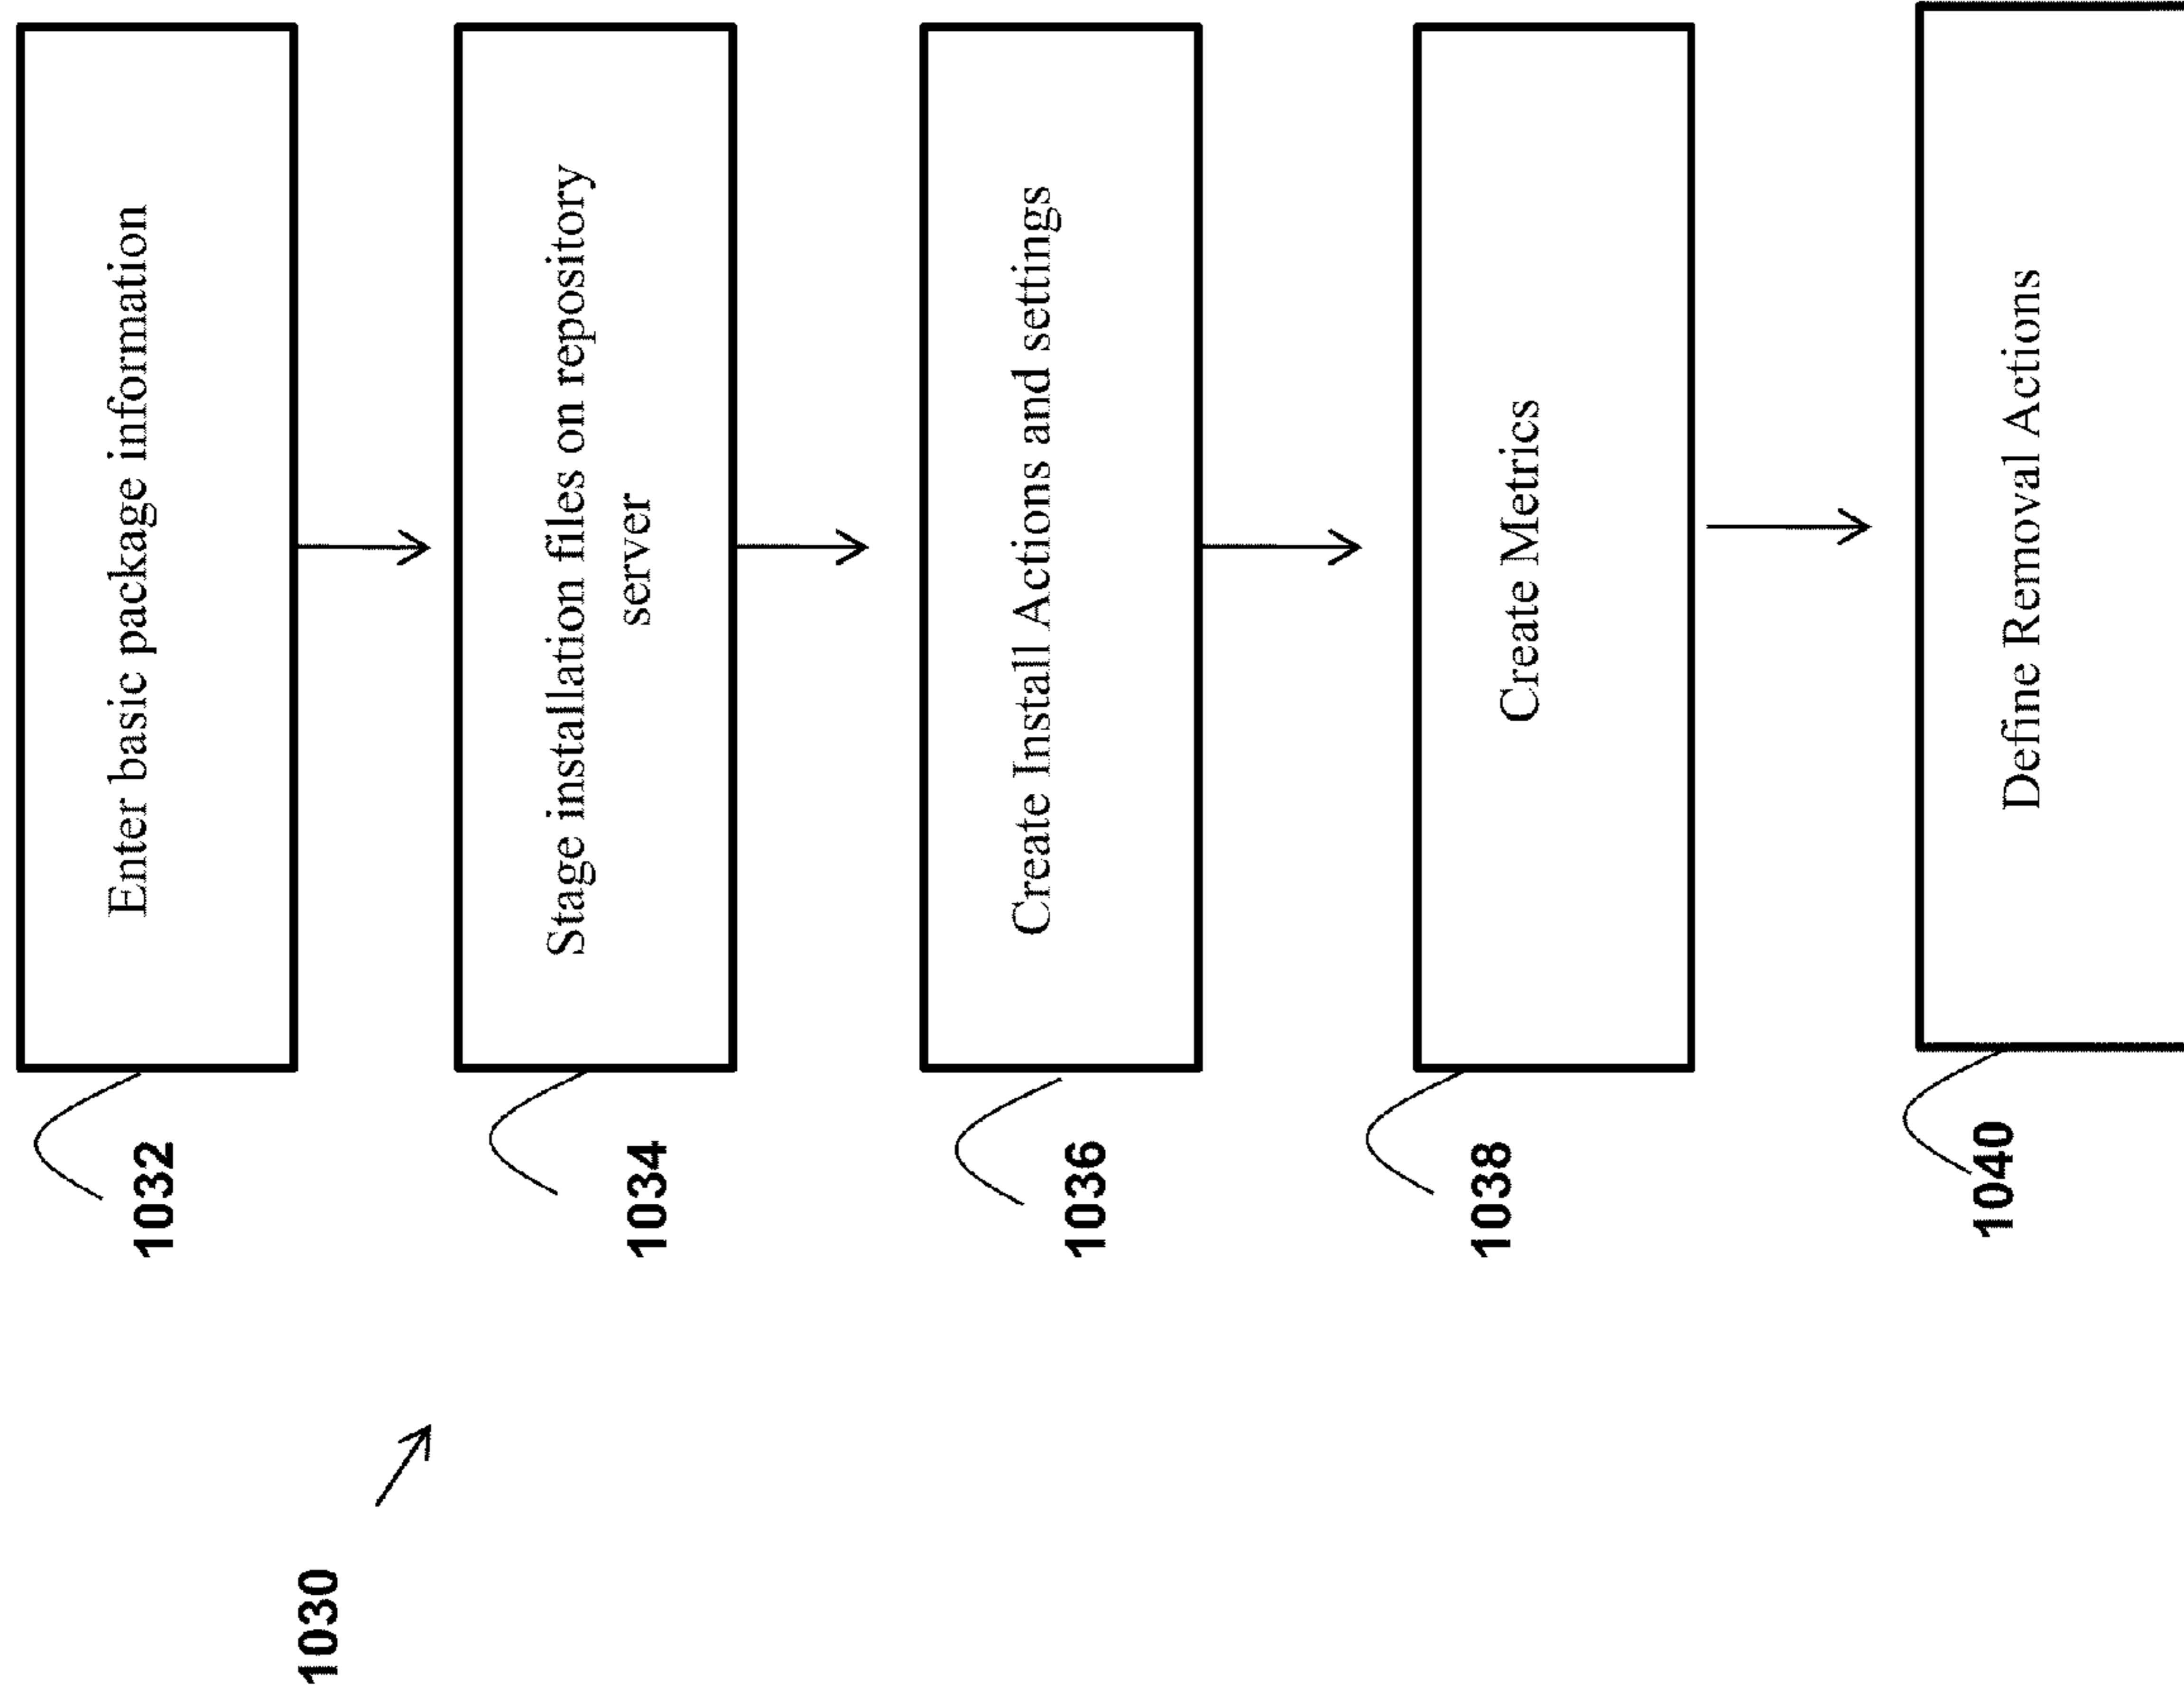 1030
1032
Enter basic package information
1034
Stage installation files on repository
server
1036
Create Install Actions and settings
1038
Create Metrics
1040
Define Removal Actions